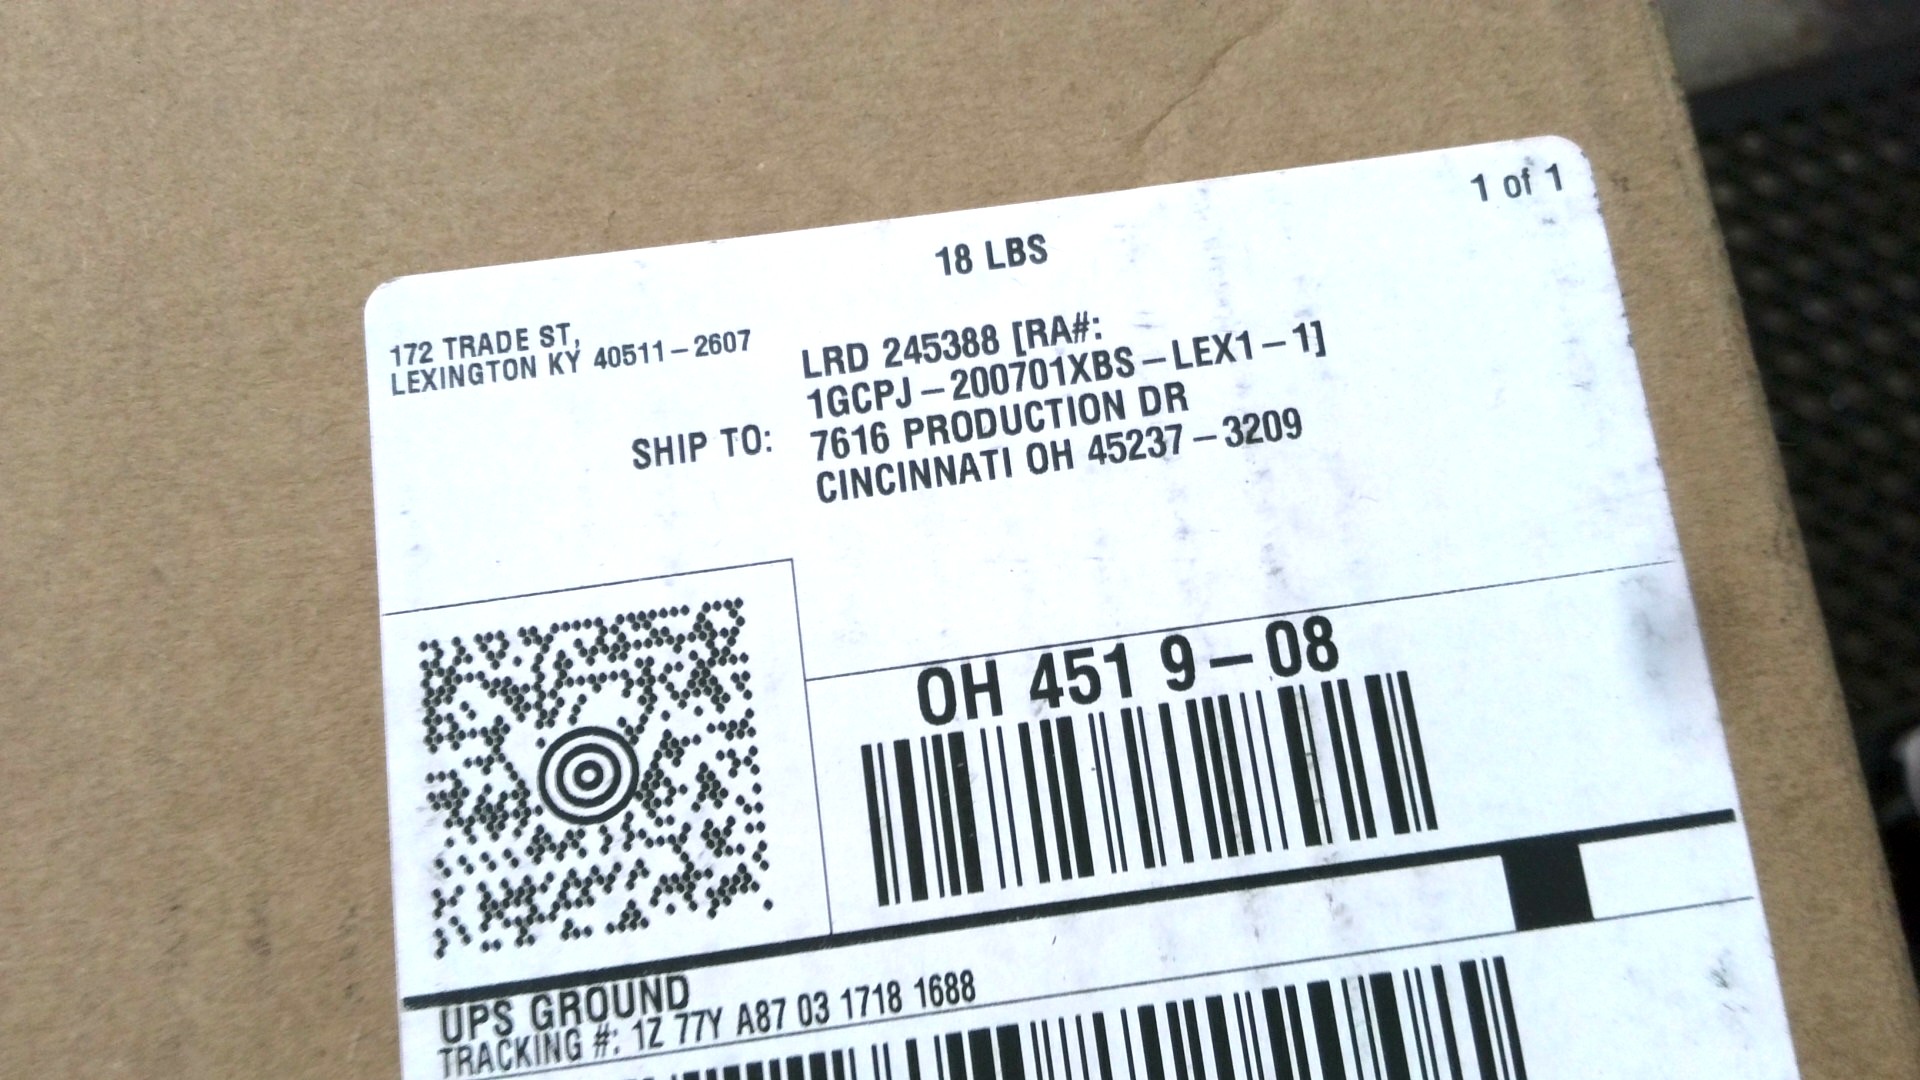 1 of 1
18 LBS
172 TRADE ST,
LEXINGTON KY 40511-2607
LRD 245388 [RA#:
1GCPJ-200701XBS-LEX1-1]
SHIP TO: 7616 PRODUCTION DR
CINCINNATI OH 45237-3209
OH 451 9-08
UPS GROUND
TRACKING #: 1Z 77Y A87 03 1718 1688